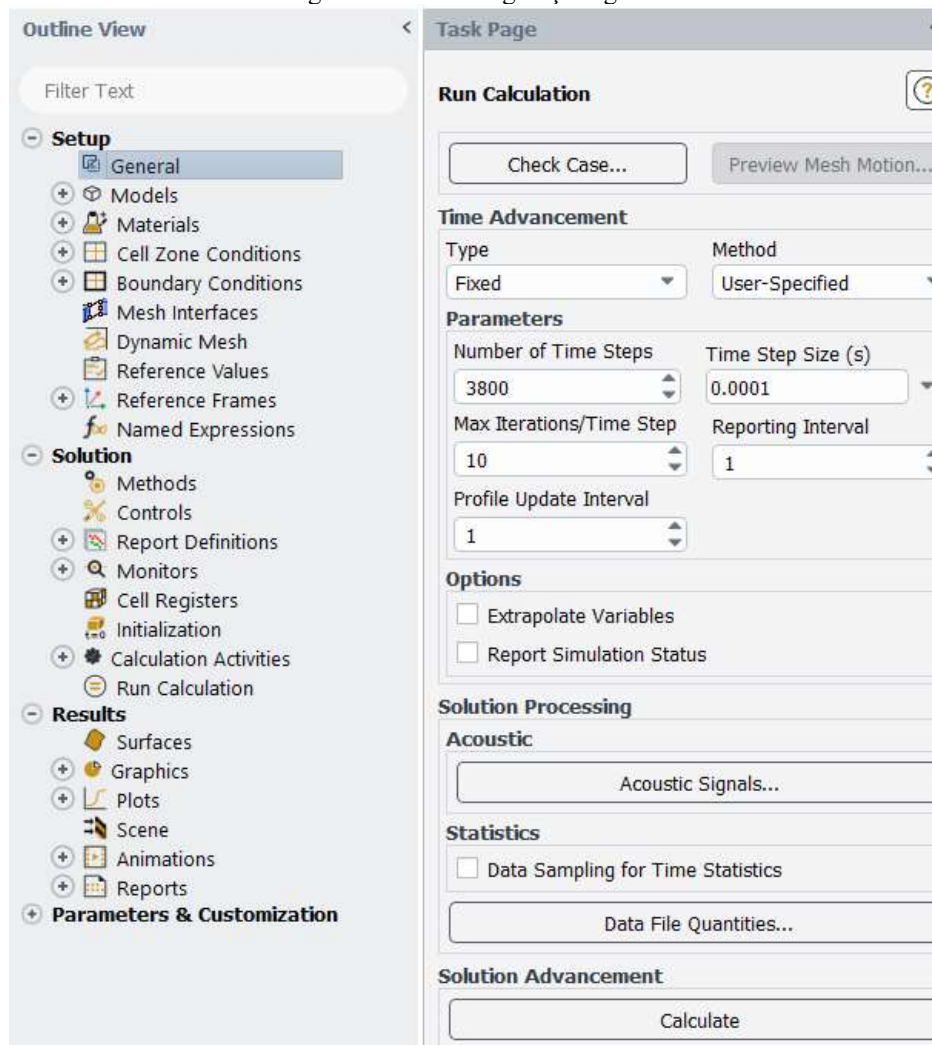 Outline View
Filter Text
Setup
General
Models
Materials
Cell Zone Conditions
Boundary Conditions
Mesh Interfaces
Dynamic Mesh
Reference Values
Reference Frames
Named Expressions
Solution
Methods
Controls
Report Definitions
Monitors
Cell Registers
Initialization
Calculation Activities
Run Calculation
Results
Surfaces
Graphics
Plots
Scene
Animations
Reports
Parameters & Customization
Task Page
Run Calculation
Check Case... Preview Mesh Motion...
Time Advancement
Type Method
Fixed User-Specified
Parameters
Number of Time Steps Time Step Size (s)
3800 0.0001
Max Iterations/Time Step Reporting Interval
10 1
Profile Update Interval
1
Options
Extrapolate Variables
Report Simulation Status
Solution Processing
Acoustic
Acoustic Signals...
Statistics
Data Sampling for Time Statistics
Data File Quantities...
Solution Advancement
Calculate